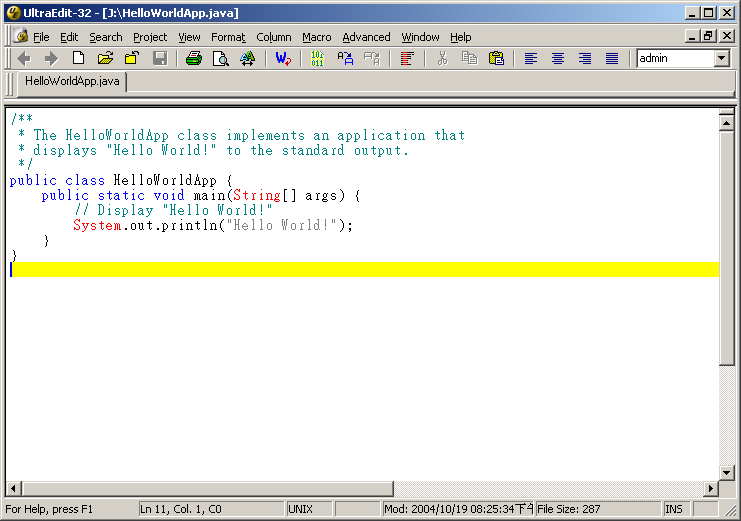 UltraEdit-32 - [J:\HelloWorldApp.java]
File Edit Search Project View Format Column Macro Advanced Window Help
admin
HelloWorldApp.java
/**
 * The HelloWorldApp class implements an application that
 * displays "Hello World!" to the standard output.
 */
public class HelloWorldApp {
    public static void main(String[] args) {
        // Display "Hello World!"
        System.out.println("Hello World!");
    }
}
For Help, press F1 Ln 11, Col. 1, C0 UNIX Mod: 2004/10/19 08:25:34下午 File Size: 287 INS